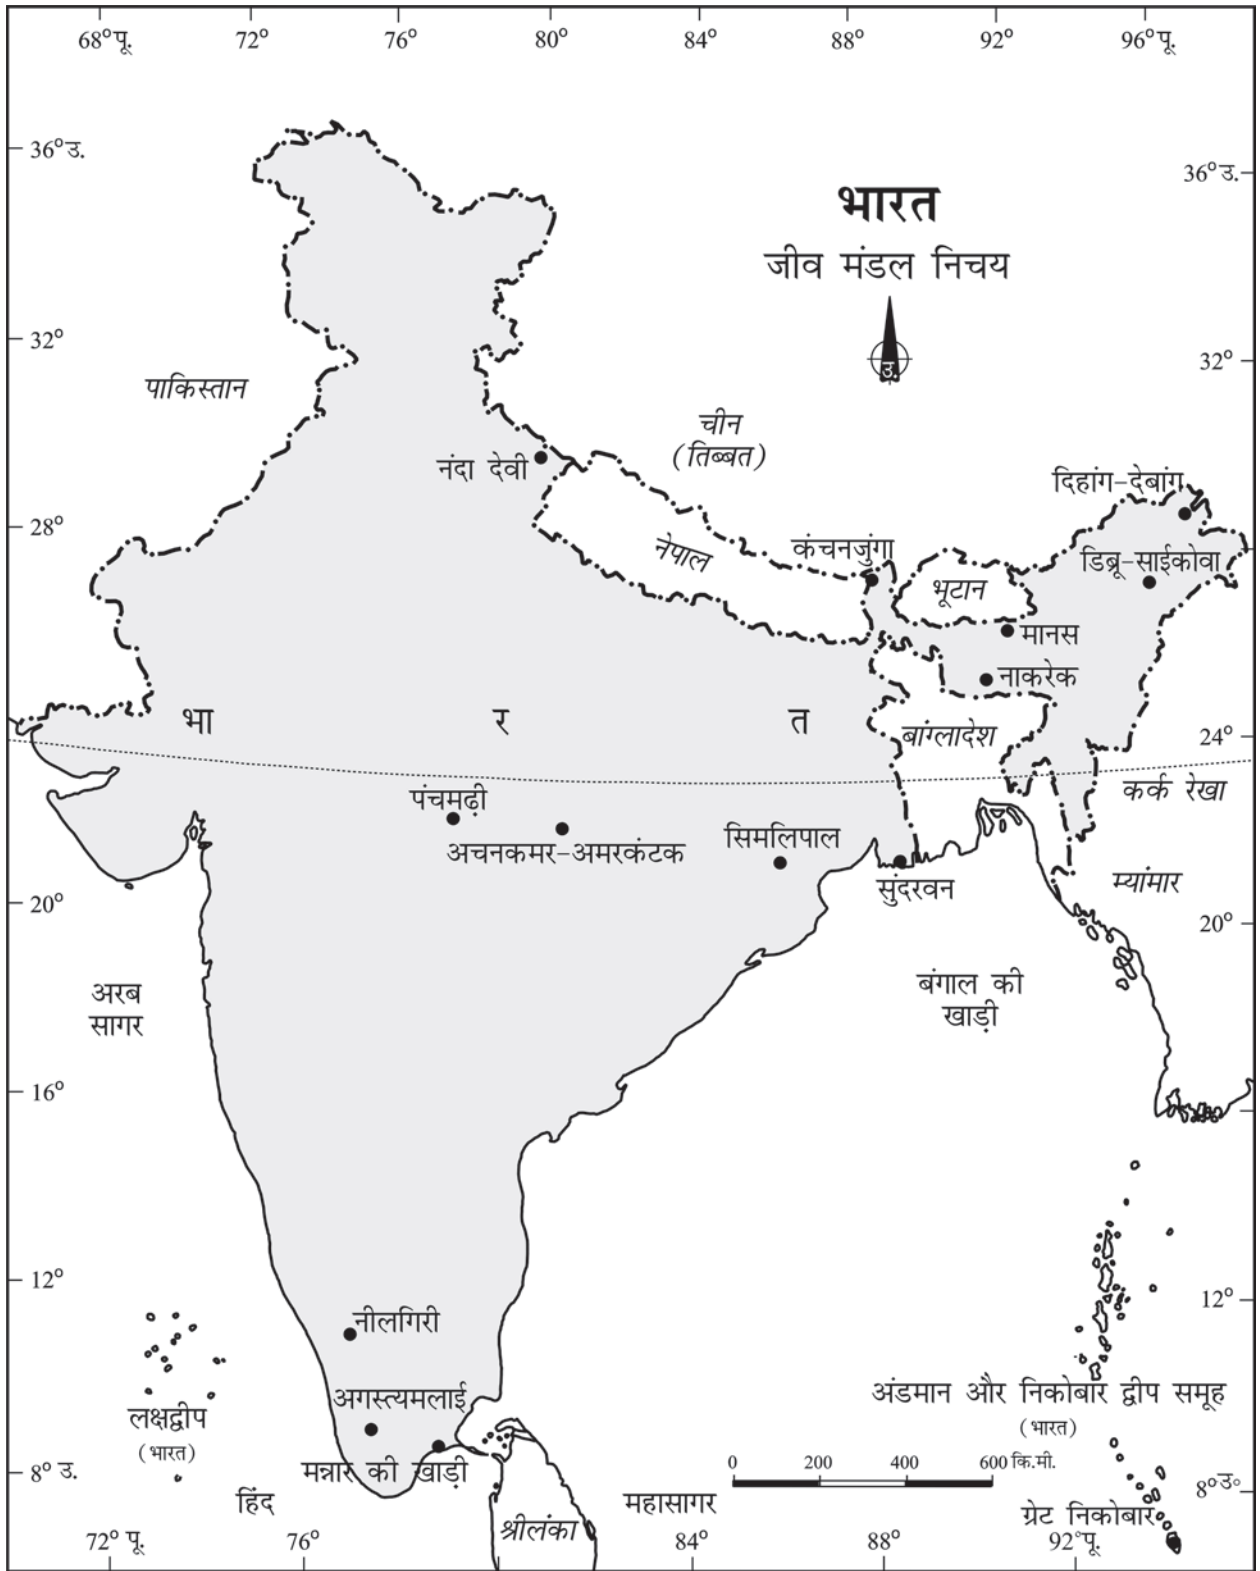 68°पू.
72°
76°
80°
84°
88°
92°
96°पू.
36°उ.
36°उ.
भारत
जीव मंडल निचय
उ.
32°
32°
पाकिस्तान
चीन
(तिब्बत)
नंदा देवी
दिहांग-देबांग
28°
नेपाल
कंचनजुंगा
डिब्रू-साईकोवा
भूटान
मानस
नाकरेक
भा
र
त
बांग्लादेश
24°
कर्क रेखा
पंचमढ़ी
अचनकमर-अमरकंटक
सिमलिपाल
सुंदरवन
म्यांमार
20°
20°
अरब
सागर
बंगाल की
खाड़ी
16°
12°
12°
नीलगिरी
अगस्त्यमलाई
लक्षद्वीप
(भारत)
अंडमान और निकोबार द्वीप समूह
(भारत)
मन्नार की खाड़ी
0 200 400 600 कि.मी.
8° उ.
8°उ०
हिंद
महासागर
श्रीलंका
ग्रेट निकोबार
72° पू.
76°
84°
88°
92°पू.